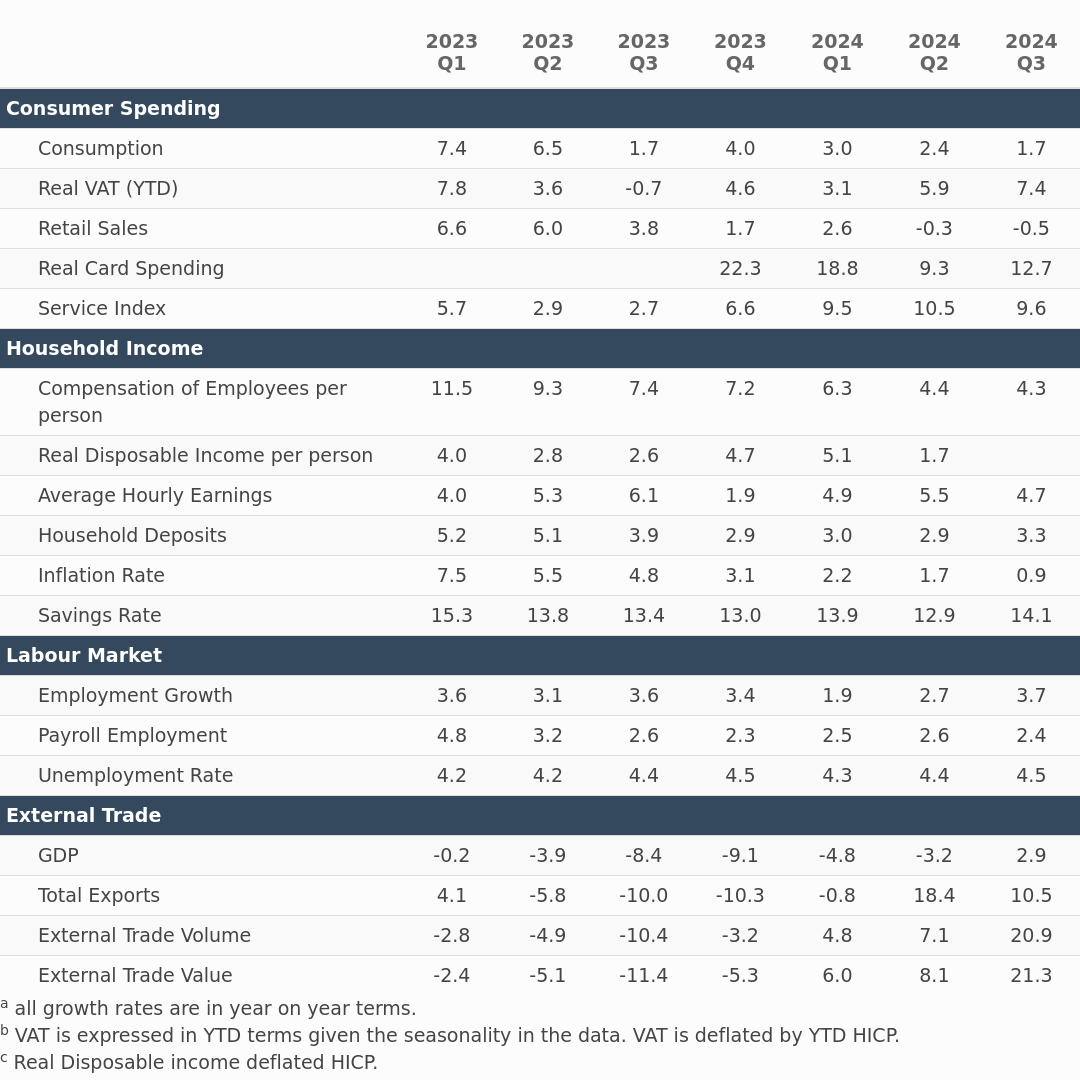 2023 2023 2023 2023 2024 2024 2024
Q1 Q2 Q3 Q4 Q1 Q2 Q3
Consumer Spending
Consumption 7.4 6.5 1.7 4.0 3.0 2.4 1.7
Real VAT (YTD) 7.8 3.6 -0.7 4.6 3.1 5.9 7.4
Retail Sales 6.6 6.0 3.8 1.7 2.6 -0.3 -0.5
Real Card Spending 22.3 18.8 9.3 12.7
Service Index 5.7 2.9 2.7 6.6 9.5 10.5 9.6
Household Income
Compensation of Employees per 11.5 9.3 7.4 7.2 6.3 4.4 4.3
person
Real Disposable Income per person 4.0 2.8 2.6 4.7 5.1 1.7
Average Hourly Earnings 4.0 5.3 6.1 1.9 4.9 5.5 4.7
Household Deposits 5.2 5.1 3.9 2.9 3.0 2.9 3.3
Inflation Rate 7.5 5.5 4.8 3.1 2.2 1.7 0.9
Savings Rate 15.3 13.8 13.4 13.0 13.9 12.9 14.1
Labour Market
Employment Growth 3.6 3.1 3.6 3.4 1.9 2.7 3.7
Payroll Employment 4.8 3.2 2.6 2.3 2.5 2.6 2.4
Unemployment Rate 4.2 4.2 4.4 4.5 4.3 4.4 4.5
External Trade
GDP -0.2 -3.9 -8.4 -9.1 -4.8 -3.2 2.9
Total Exports 4.1 -5.8 -10.0 -10.3 -0.8 18.4 10.5
External Trade Volume -2.8 -4.9 -10.4 -3.2 4.8 7.1 20.9
External Trade Value -2.4 -5.1 -11.4 -5.3 6.0 8.1 21.3
a all growth rates are in year on year terms.
b VAT is expressed in YTD terms given the seasonality in the data. VAT is deflated by YTD HICP.
c Real Disposable income deflated HICP.